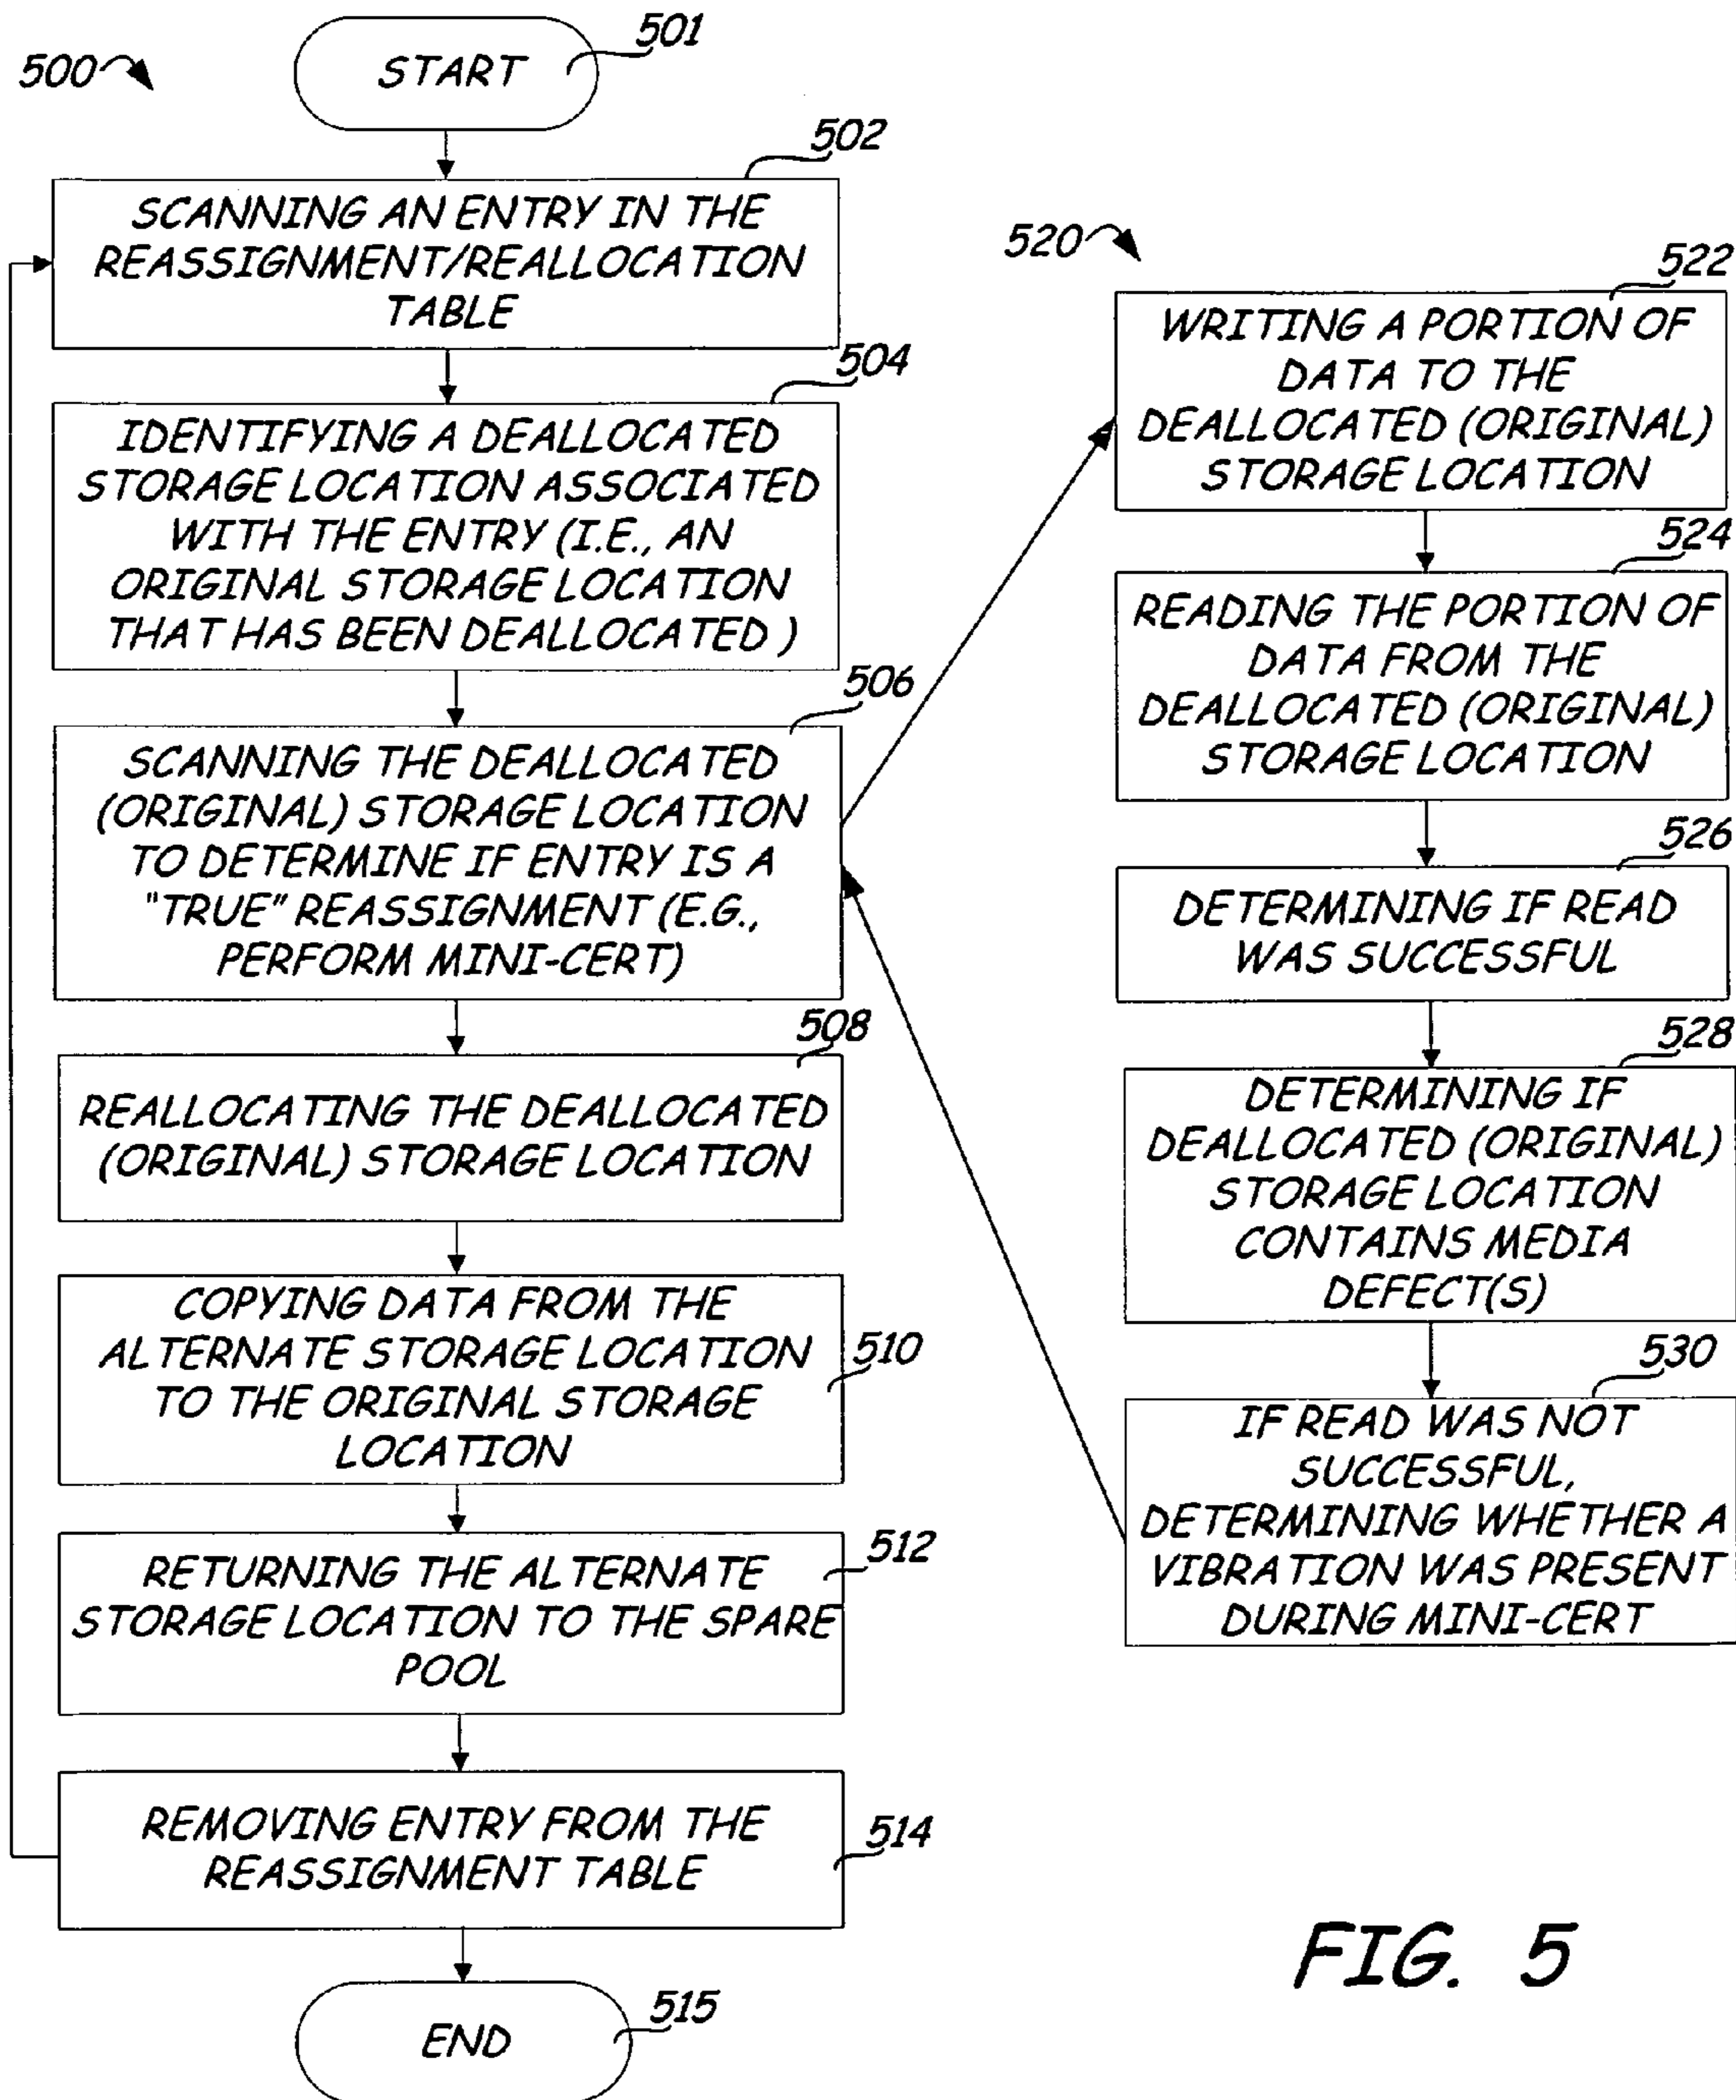 500
START
501
502
SCANNING AN ENTRY IN THE
REASSIGNMENT/REALLOCATION
TABLE
504
IDENTIFYING A DEALLOCATED
STORAGE LOCATION ASSOCIATED
WITH THE ENTRY (I.E., AN
ORIGINAL STORAGE LOCATION
THAT HAS BEEN DEALLOCATED )
506
SCANNING THE DEALLOCATED
(ORIGINAL) STORAGE LOCATION
TO DETERMINE IF ENTRY IS A
"TRUE" REASSIGNMENT (E.G.,
PERFORM MINI-CERT)
508
REALLOCATING THE DEALLOCATED
(ORIGINAL) STORAGE LOCATION
COPYING DATA FROM THE
ALTERNATE STORAGE LOCATION
TO THE ORIGINAL STORAGE
LOCATION
510
RETURNING THE ALTERNATE
STORAGE LOCATION TO THE SPARE
POOL
512
REMOVING ENTRY FROM THE
REASSIGNMENT TABLE
514
END
515
520
522
WRITING A PORTION OF
DATA TO THE
DEALLOCATED (ORIGINAL)
STORAGE LOCATION
524
READING THE PORTION OF
DATA FROM THE
DEALLOCATED (ORIGINAL)
STORAGE LOCATION
526
DETERMINING IF READ
WAS SUCCESSFUL
528
DETERMINING IF
DEALLOCATED (ORIGINAL)
STORAGE LOCATION
CONTAINS MEDIA
DEFECT(S)
530
IF READ WAS NOT
SUCCESSFUL,
DETERMINING WHETHER A
VIBRATION WAS PRESENT
DURING MINI-CERT
FIG. 5